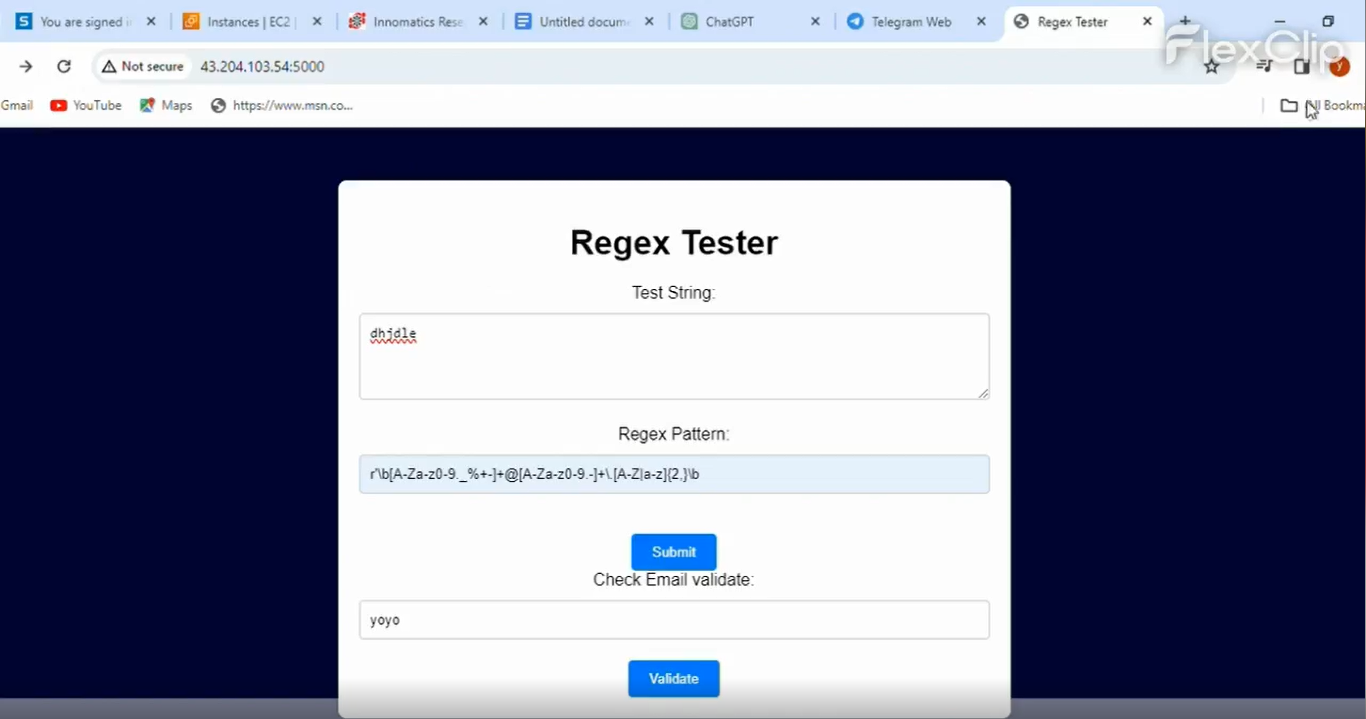 You are signed i
Instances | EC2 |
Innomatics Rese
Untitled docume
ChatGPT
Telegram Web
Regex Tester
FlexClip
Not secure
43.204.103.54:5000
y
Gmail
YouTube
Maps
https://www.msn.co...
All Bookma
Regex Tester
Test String:
dhjdle
Regex Pattern:
r'\b[A-Za-z0-9._%+-]+@[A-Za-z0-9.-]+\.[A-Z|a-z]{2,}\b
Submit
Check Email validate:
yoyo
Validate